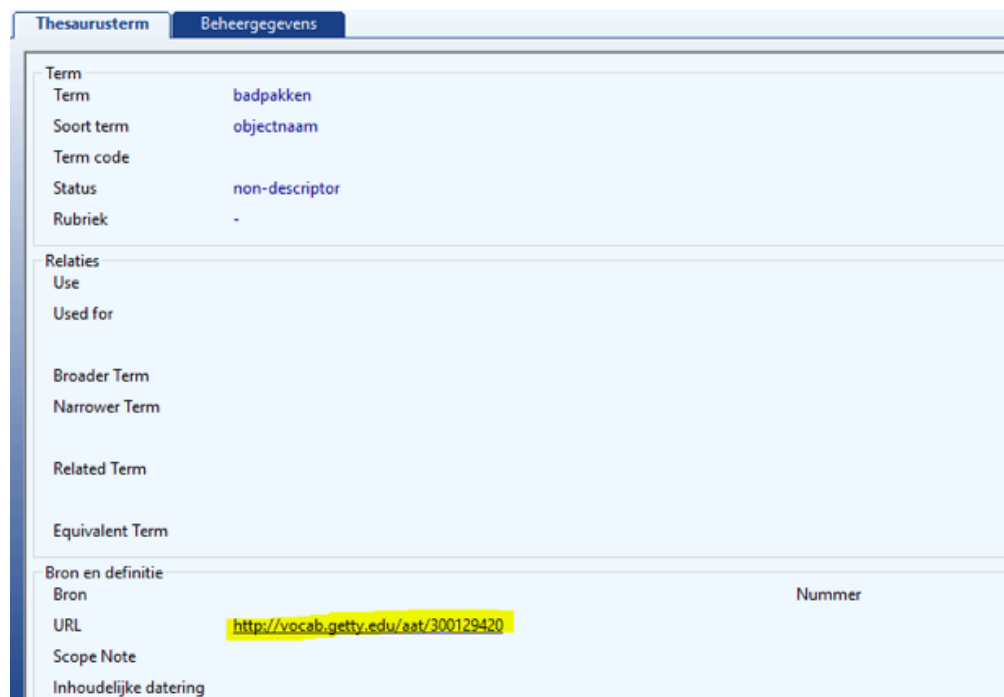 Thesaurusterm Beheergegevens
Term
Term badpakken
Soort term objectnaam
Term code
Status non-descriptor
Rubriek -
Relaties
Use
Used for
Broader Term
Narrower Term
Related Term
Equivalent Term
Bron en definitie
Bron Nummer
URL http://vocab.getty.edu/aat/300129420
Scope Note
Inhoudelijke datering